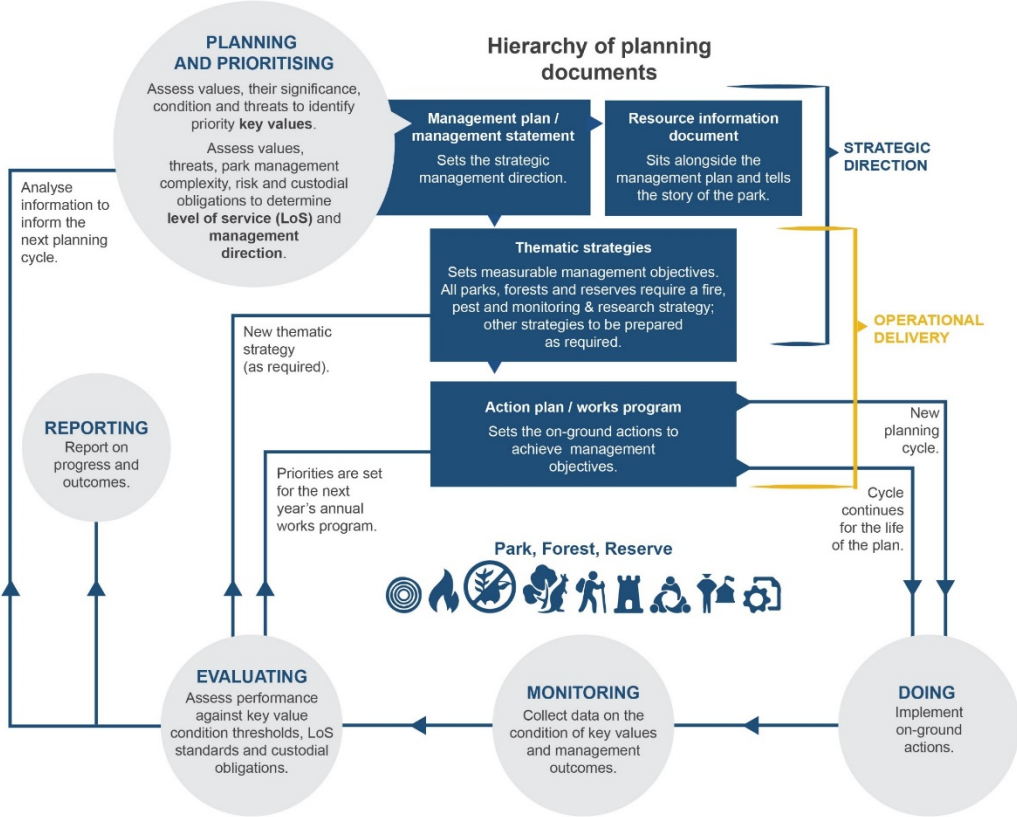 PLANNING
AND PRIORITISING
Assess values, their significance,
condition and threats to identify
priority key values.
Assess values,
threats, park management
complexity, risk and custodial
obligations to determine
level of service (LoS) and
management
direction.
Hierarchy of planning
documents
Management plan /
management statement
Sets the strategic
management direction.
Resource information
document
Sits alongside the
management plan and tells
the story of the park.
STRATEGIC
DIRECTION
Analyse
information to
inform the
next planning
cycle.
Thematic strategies
Sets measurable management objectives.
All parks, forests and reserves require a fire,
pest and monitoring & research strategy;
other strategies to be prepared
as required.
OPERATIONAL
DELIVERY
New thematic
strategy
(as required).
Action plan / works program
Sets the on-ground actions to
achieve management
objectives.
New
planning
cycle.
REPORTING
Report on
progress and
outcomes.
Priorities are set
for the next
year's annual
works program.
Cycle
continues
for the life
of the plan.
Park, Forest, Reserve
EVALUATING
Assess performance
against key value
condition thresholds, LoS
standards and custodial
obligations.
MONITORING
Collect data on the
condition of key values
and management
outcomes.
DOING
Implement
on-ground
actions.